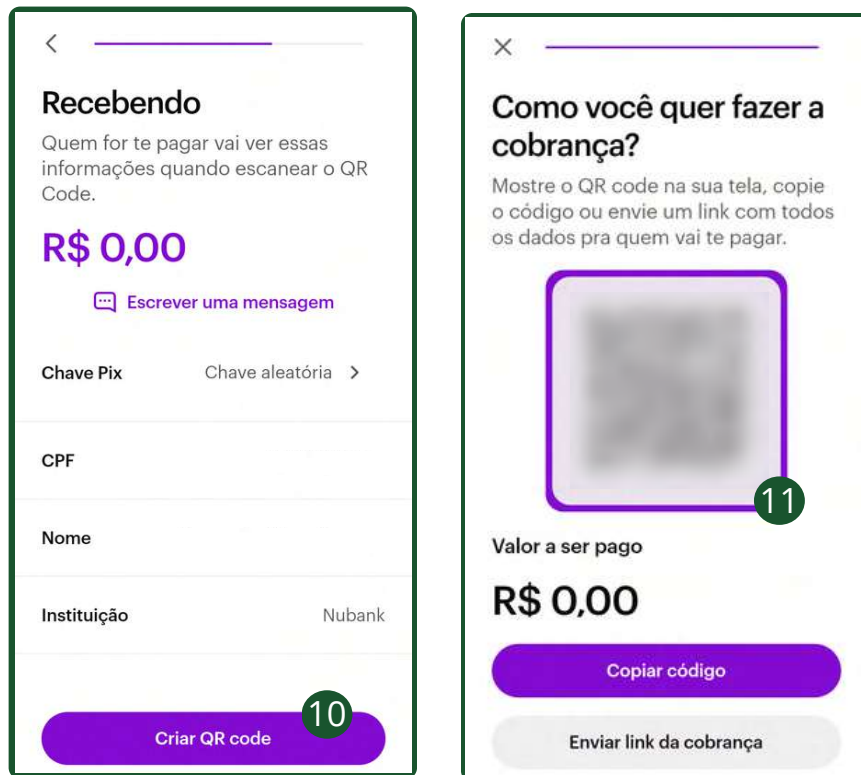 Recebendo
Quem for te pagar vai ver essas
informações quando escanear o QR
Code.
R$ 0,00
Escrever uma mensagem
Chave Pix Chave aleatória
CPF
Nome
Instituição Nubank
Criar QR code
10
Como você quer fazer a
cobrança?
Mostre o QR code na sua tela, copie
o código ou envie um link com todos
os dados pra quem vai te pagar.
11
Valor a ser pago
R$ 0,00
Copiar código
Enviar link da cobrança